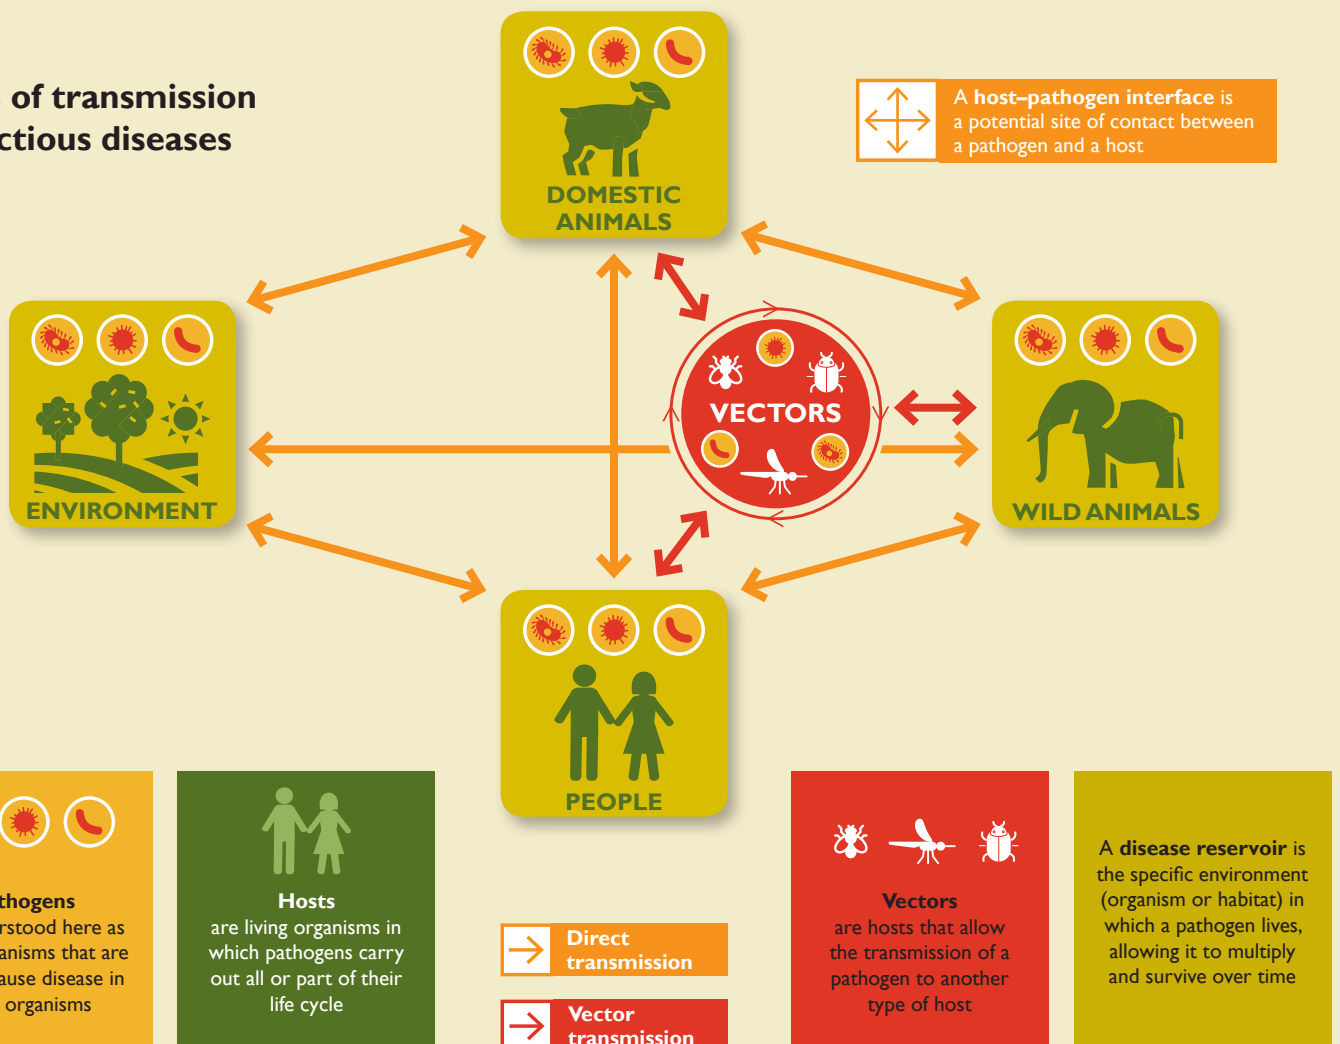 of transmission
ctious diseases
A host–pathogen interface is
a potential site of contact between
a pathogen and a host
DOMESTIC
ANIMALS
VECTORS
ENVIRONMENT
WILD ANIMALS
PEOPLE
thogens
rstood here as
anisms that are
ause disease in
organisms
Hosts
are living organisms in
which pathogens carry
out all or part of their
life cycle
Direct
transmission
Vector
transmission
Vectors
are hosts that allow
the transmission of a
pathogen to another
type of host
A disease reservoir is
the specific environment
(organism or habitat) in
which a pathogen lives,
allowing it to multiply
and survive over time